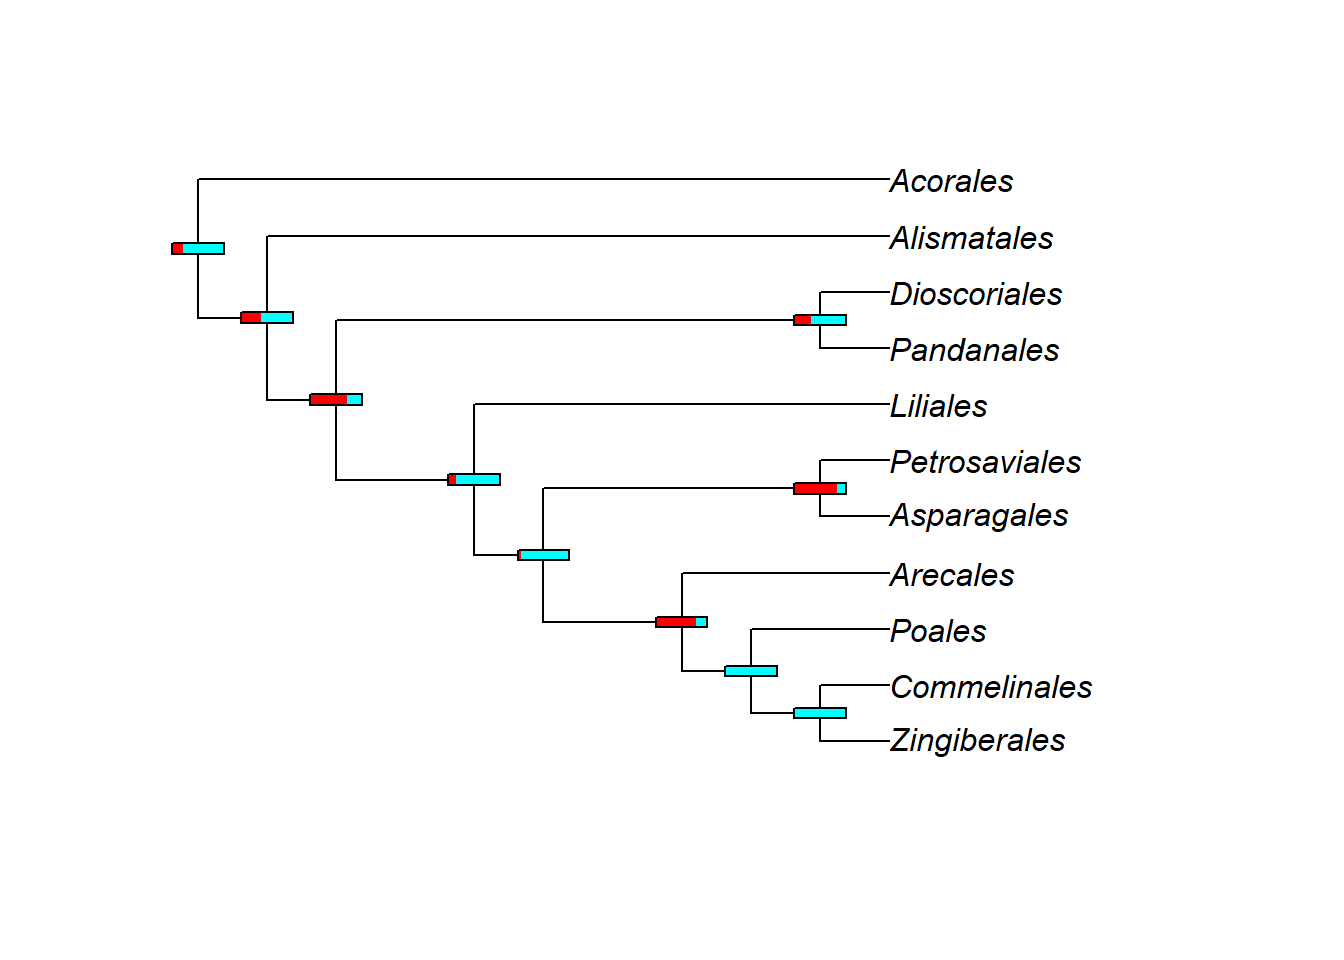 Acorales
Alismatales
Dioscoriales
Pandanales
Liliales
Petrosaviales
Asparagales
Arecales
Poales
Commelinales
Zingiberales